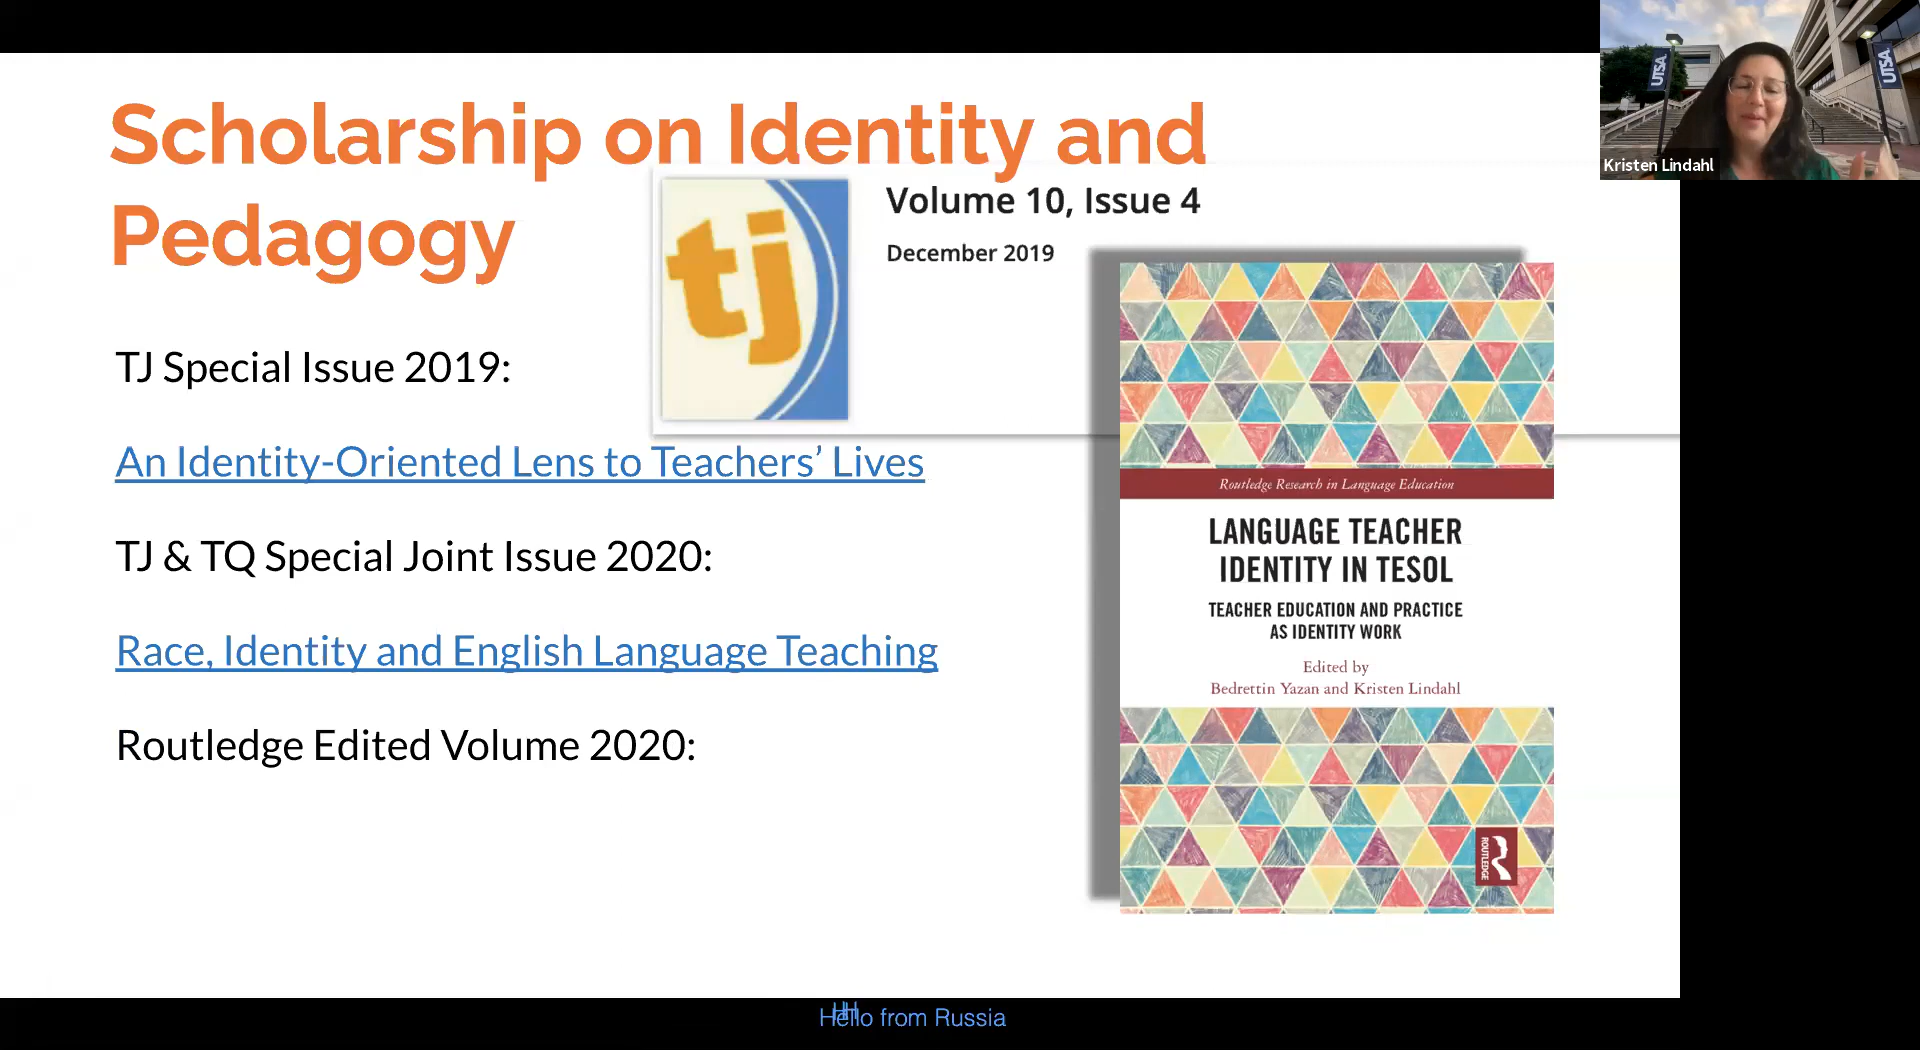 Scholarship on Identity and
Pedagogy
tj
Volume 10, Issue 4
December 2019
TJ Special Issue 2019:
An Identity-Oriented Lens to Teachers’ Lives
TJ & TQ Special Joint Issue 2020:
Race, Identity and English Language Teaching
Routledge Edited Volume 2020:
Routledge Research in Language Education
LANGUAGE TEACHER
IDENTITY IN TESOL
TEACHER EDUCATION AND PRACTICE
AS IDENTITY WORK
Edited by
Bedrettin Yazan and Kristen Lindahl
ROUTLEDGE
UTSA
UTSA
Kristen Lindahl
Hello from Russia